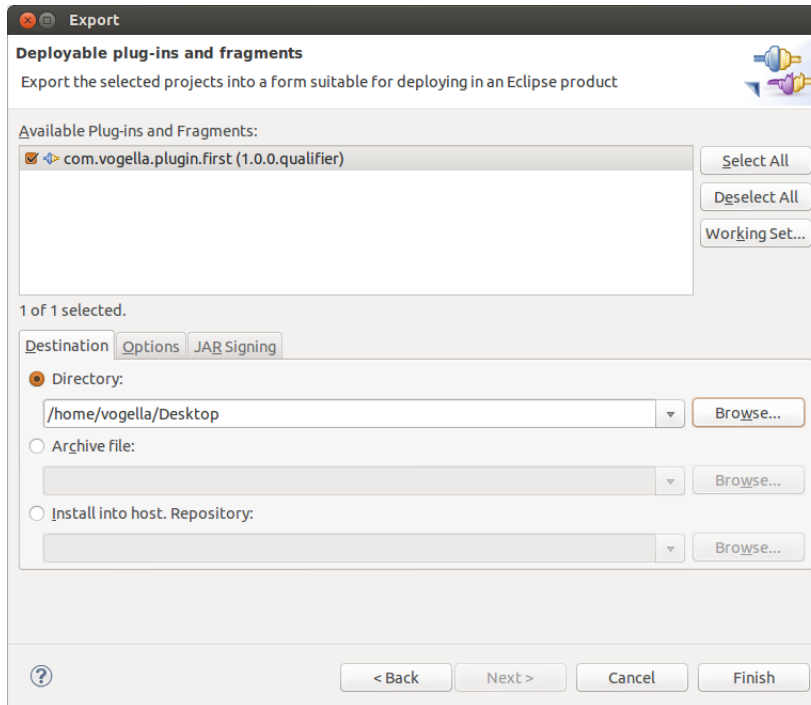 Export
Deployable plug-ins and fragments
Export the selected projects into a form suitable for deploying in an Eclipse product
Available Plug-ins and Fragments:
com.vogella.plugin.first (1.0.0.qualifier)
Select All
Deselect All
Working Set...
1 of 1 selected.
Destination Options JAR Signing
Directory:
/home/vogella/Desktop Browse...
Archive file:
Browse...
Install into host. Repository:
Browse...
? < Back Next > Cancel Finish